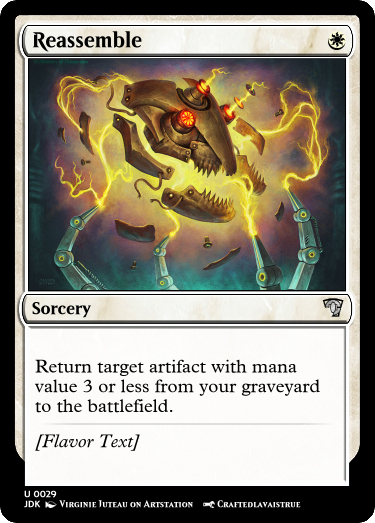 Reassemble
Sorcery
Return target artifact with mana
value 3 or less from your graveyard
to the battlefield.
[Flavor Text]
U 0029
JDK Virginie Juteau on Artstation Craftedlavaistrue